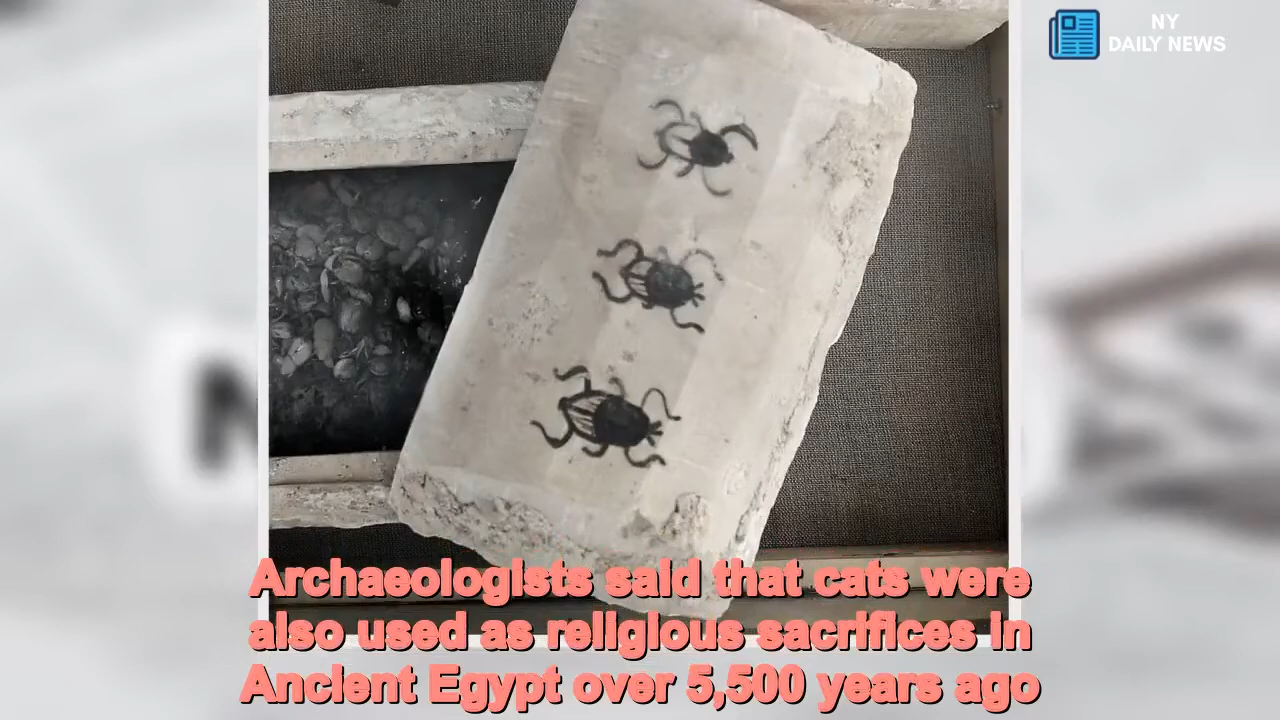 NY
DAILY NEWS
Archaeologists said that cats were
also used as religious sacrifices in
Ancient Egypt over 5,500 years ago